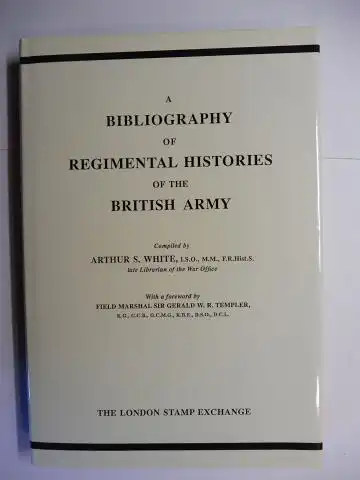 A
BIBLIOGRAPHY
OF
REGIMENTAL HISTORIES
OF THE
BRITISH ARMY
Compiled by
ARTHUR S. WHITE, I.S.O., M.M., F.R.Hist.S.
late Librarian of the War Office
With a foreword by
FIELD MARSHAL SIR GERALD W. R. TEMPLER,
K.G., G.C.B., G.C.M.G., K.B.E., D.S.O., D.C.L.
THE LONDON STAMP EXCHANGE